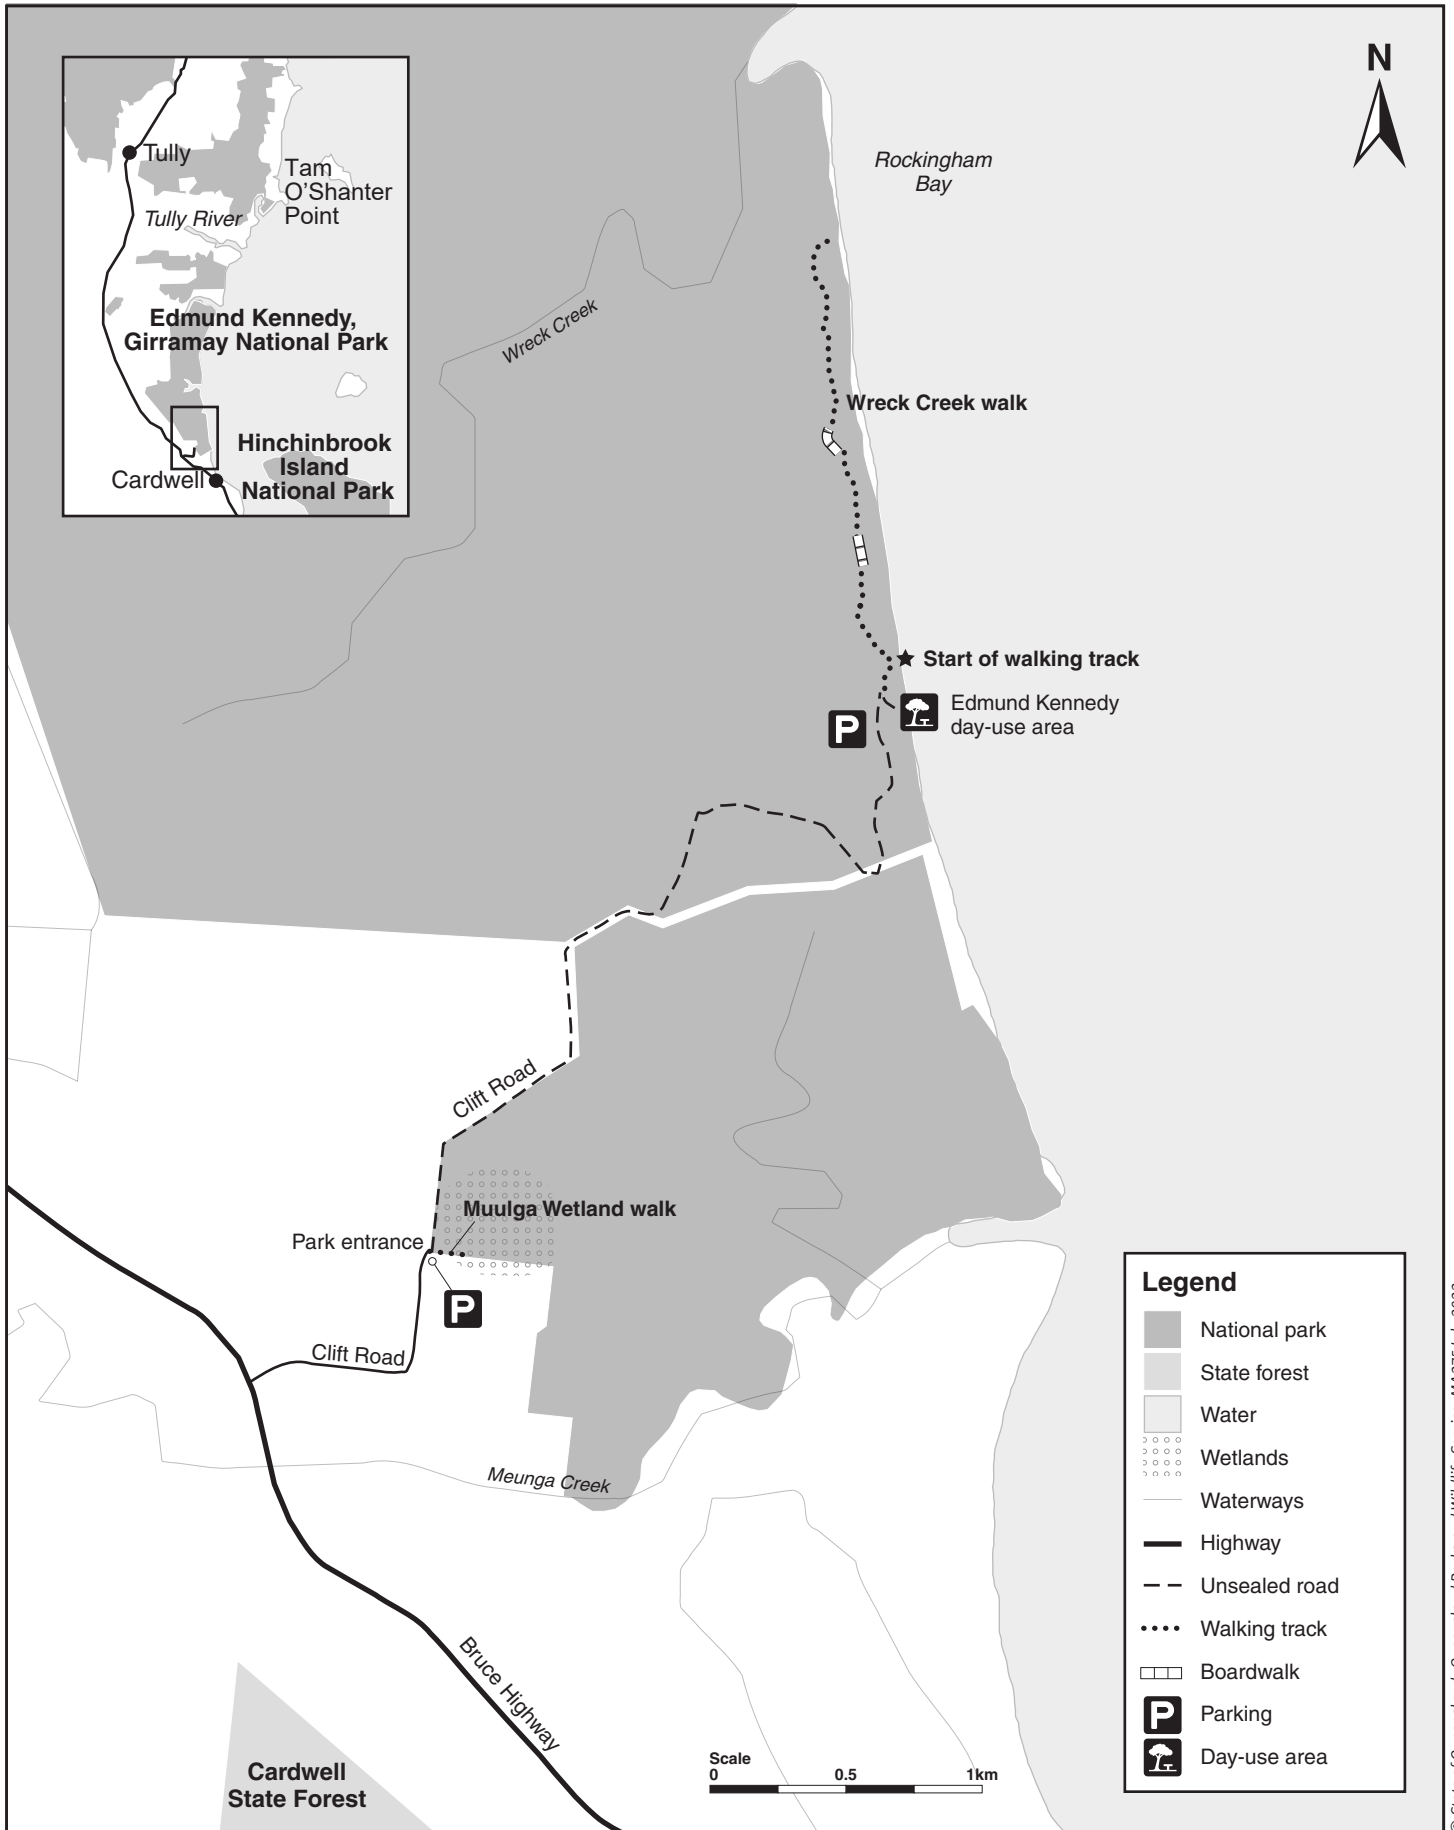 N
Rockingham
Bay
Tully
Tam
O'Shanter
Point
Tully River
Edmund Kennedy,
Girramay National Park
Hinchinbrook
Island
National Park
Cardwell
Wreck Creek
Wreck Creek walk
Start of walking track
Edmund Kennedy
day-use area
P
Clift Road
Muulga Wetland walk
Park entrance
P
Clift Road
Meunga Creek
Bruce Highway
Cardwell
State Forest
Scale
0 0.5 1km
Legend
National park
State forest
Water
Wetlands
Waterways
Highway
Unsealed road
Walking track
Boardwalk
P Parking
Day-use area